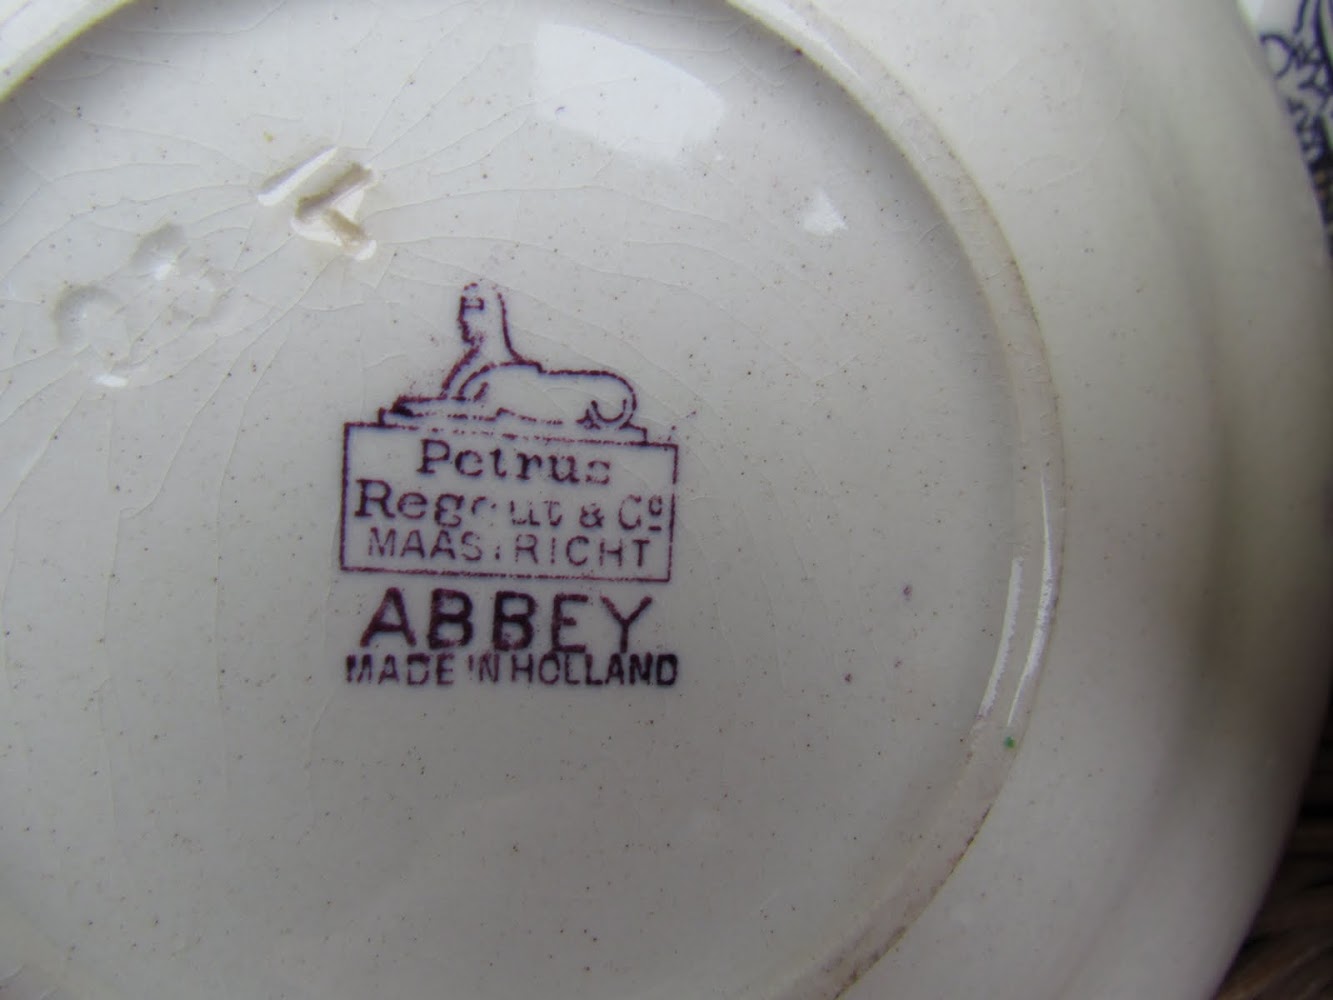 Petrus
Regout & Co
MAASTRICHT
ABBEY
MADE IN HOLLAND